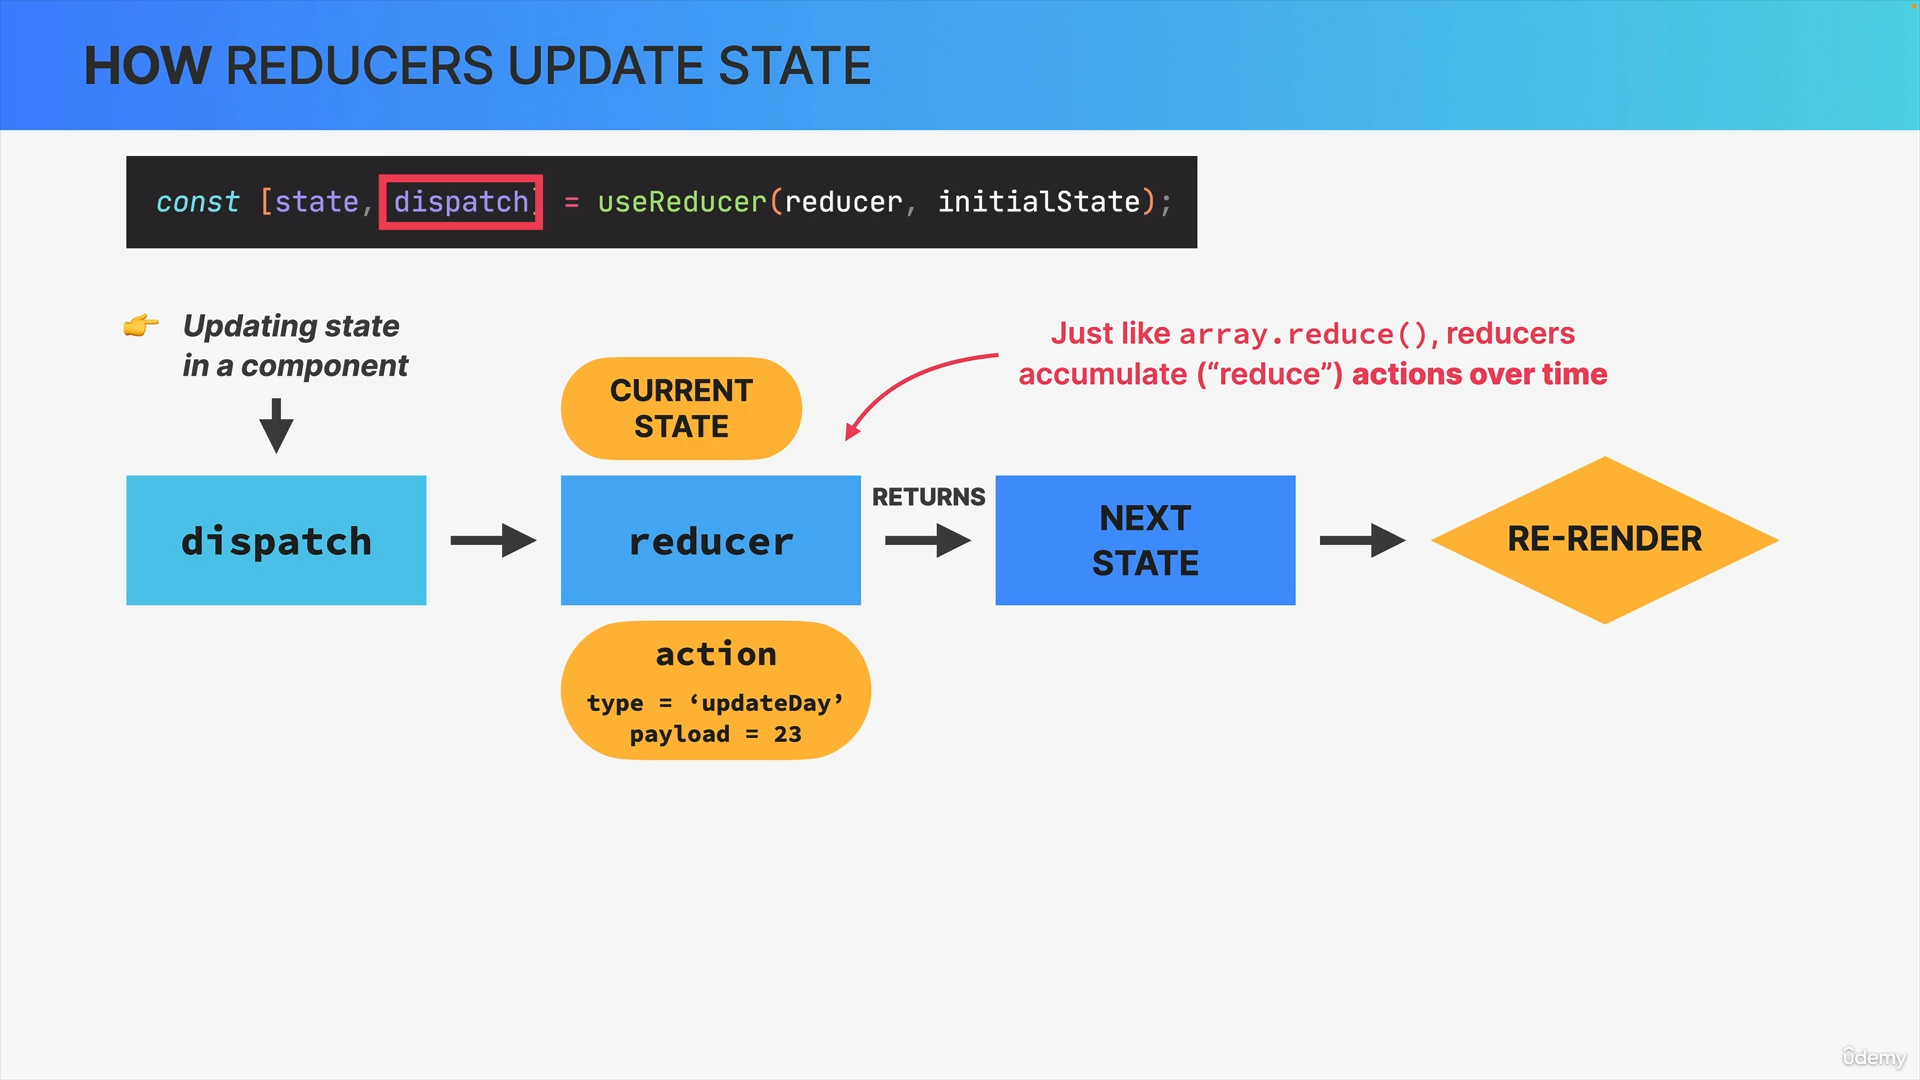 HOW REDUCERS UPDATE STATE
const [state, dispatch] = useReducer(reducer, initialState);
👉 Updating state
in a component
Just like array.reduce(), reducers
accumulate (“reduce”) actions over time
CURRENT
STATE
dispatch
reducer
RETURNS
NEXT
STATE
RE-RENDER
action
type = ‘updateDay’
payload = 23
ûdemy